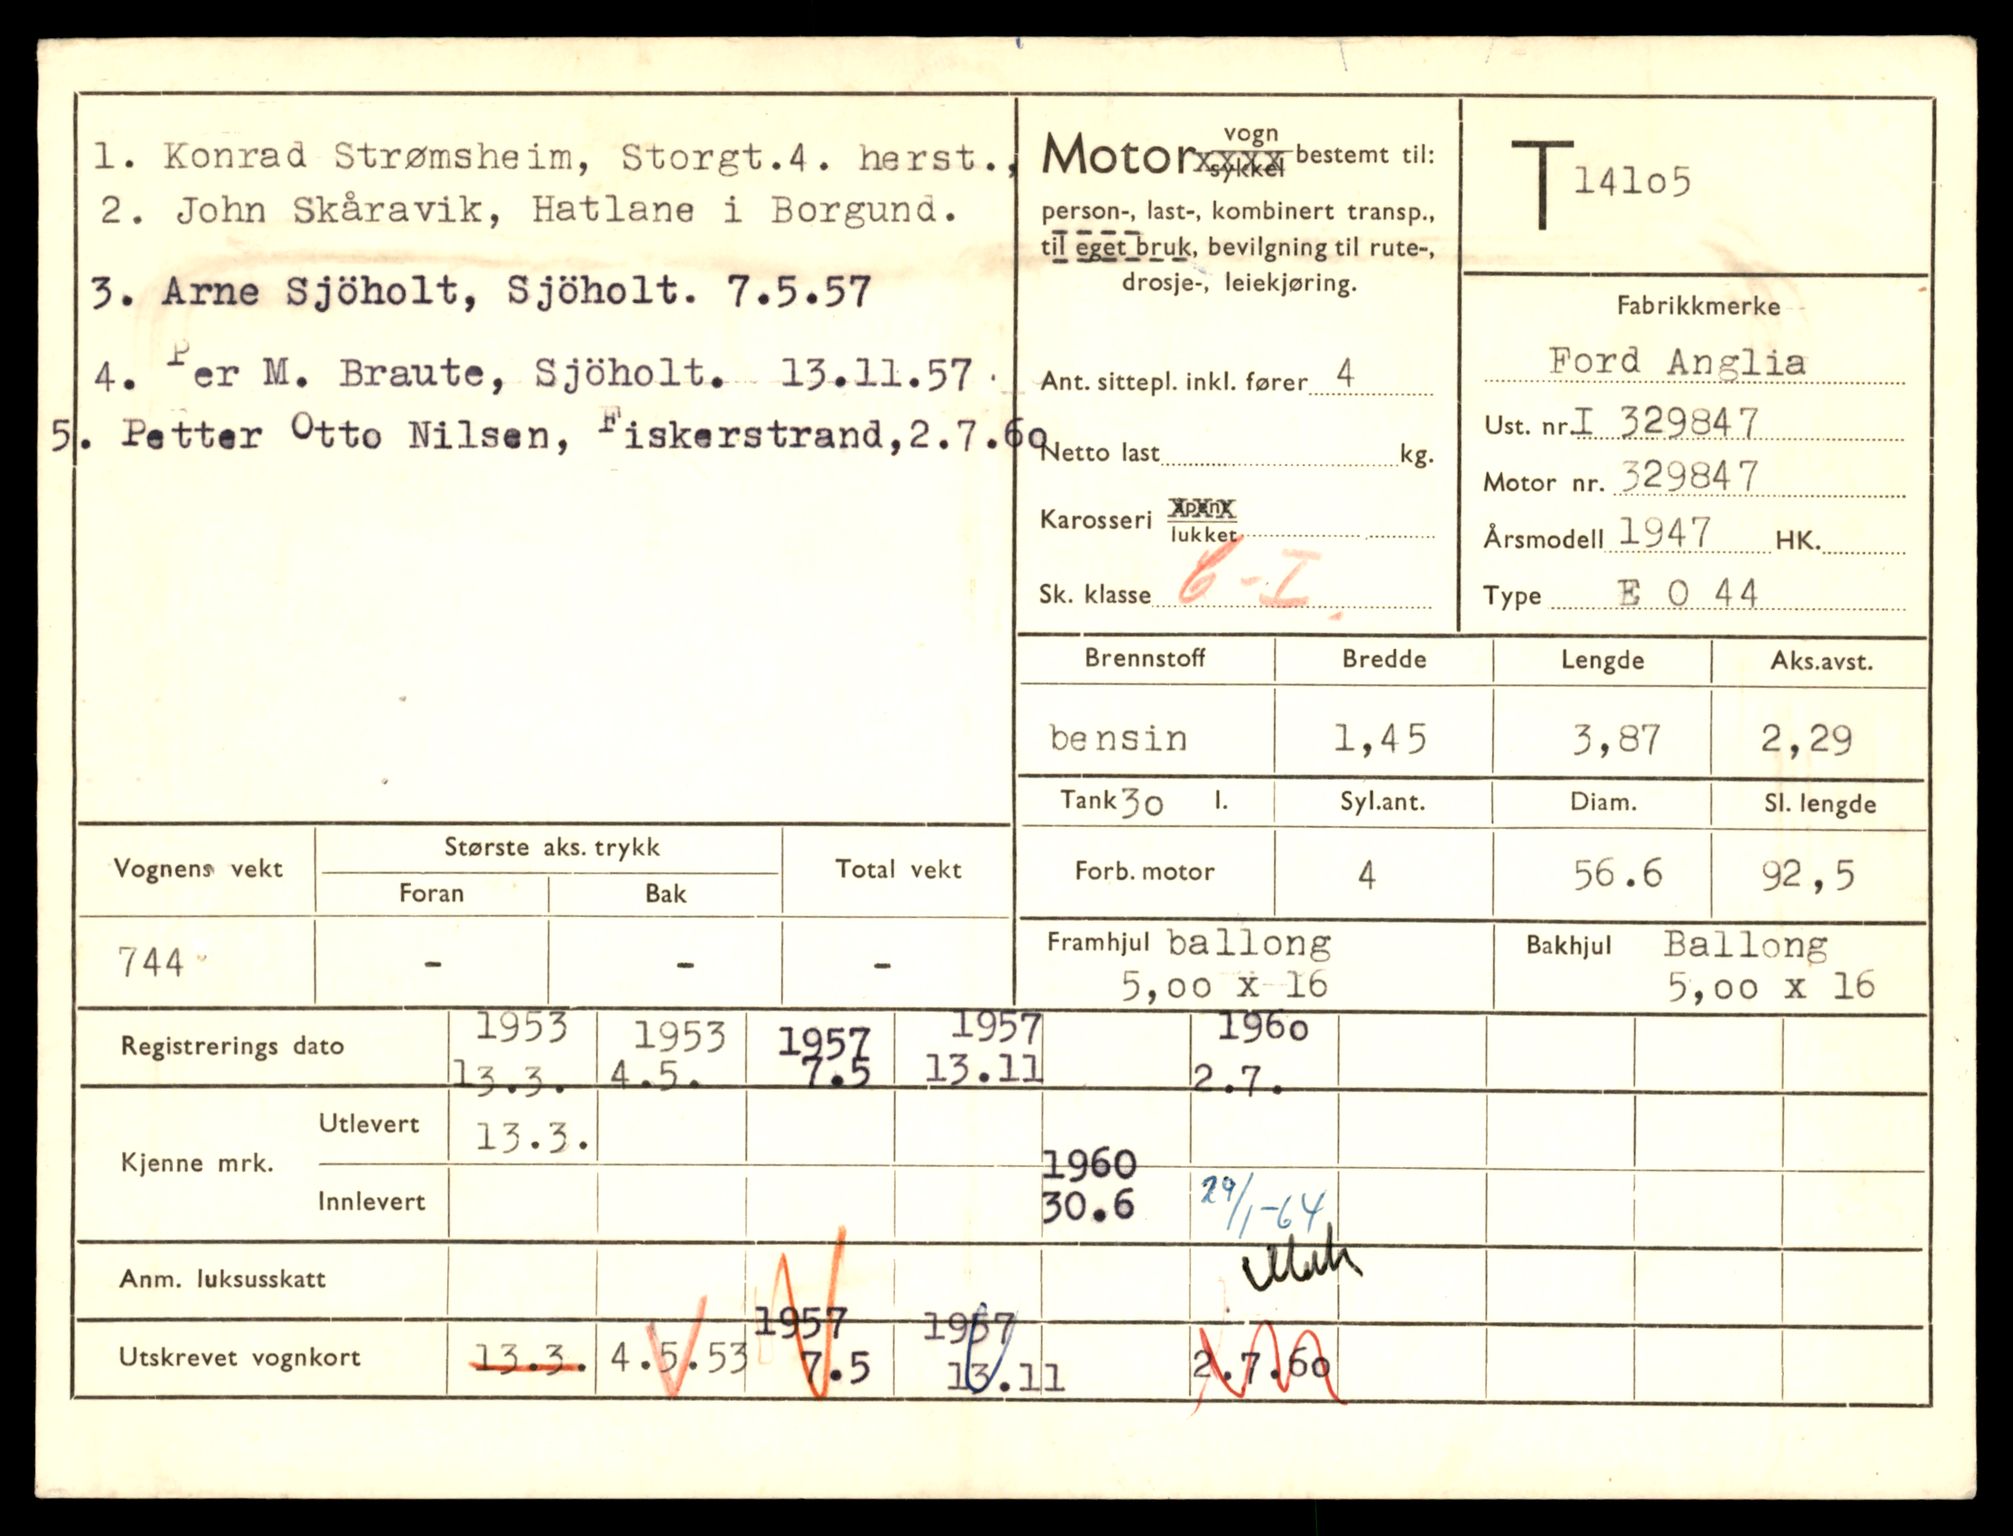 1. Konrad Strømsheim, Storgt.4. herst.,
2. John Skåravik, Hatlane i Borgund.
3. Arne Sjöholt, Sjöholt. 7.5.57
4. Per M. Braute, Sjöholt. 13.11.57
5. Petter Otto Nilsen, Fiskerstrand,2.7.6o
Motor vogn sykkel bestemt til:
person-, last-, kombinert transp.,
til eget bruk, bevilgning til rute-,
drosje-, leiekjøring.
Ant. sittepl. inkl. fører 4
Netto last kg.
Karosseri åpen
lukket
Sk. klasse 6-I
T 141o5
Fabrikkmerke
Ford Anglia
Ust. nr. I 329847
Motor nr. 329847
Årsmodell 1947 HK.
Type E O 44
Brennstoff Bredde Lengde Aks.avst.
bensin 1,45 3,87 2,29
Tank 3o l. Syl.ant. Diam. Sl. lengde
Forb. motor 4 56.6 92,5
Framhjul ballong Bakhjul Ballong
5,oo x 16 5,oo x 16
Vognens vekt Største aks. trykk Total vekt
Foran Bak
744 - - -
Registrerings dato 1953 1953 1957 1957 196o
13.3. 4.5. 7.5 13.11 2.7.
Kjenne mrk. Utlevert 13.3.
1960
Innlevert 30.6 29/1-64
Anm. luksusskatt
1957 1957
Utskrevet vognkort 13.3. 4.5.53 7.5 13.11 2.7.6o